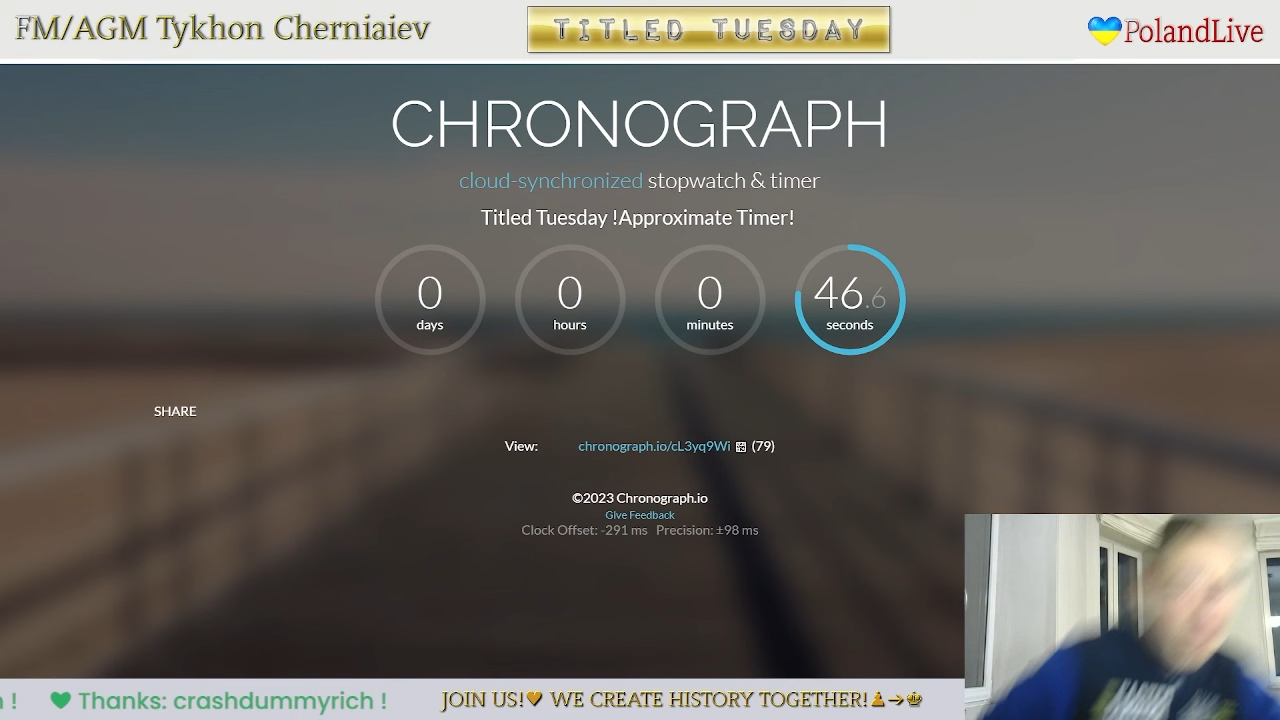 FM/AGM Tykhon Cherniaiev
TITLED TUESDAY
PolandLive
CHRONOGRAPH
cloud-synchronized stopwatch & timer
Titled Tuesday !Approximate Timer!
0 0 0 46.6
days hours minutes seconds
SHARE
View: chronograph.io/cL3yq9Wi (79)
©2023 Chronograph.io
Give Feedback
Clock Offset: -291 ms Precision: ±98 ms
! Thanks: crashdummyrich ! JOIN US! WE CREATE HISTORY TOGETHER!